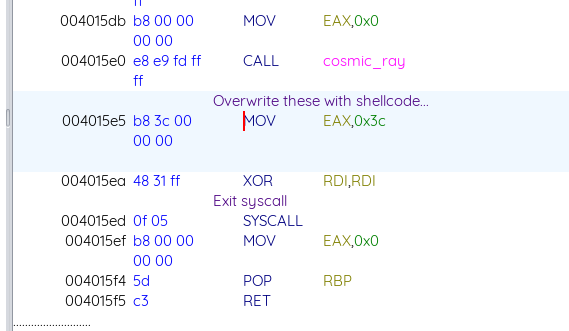 ff
004015db b8 00 00 MOV EAX,0x0
00 00
004015e0 e8 e9 fd ff CALL cosmic_ray
ff
Overwrite these with shellcode...
004015e5 b8 3c 00 MOV EAX,0x3c
00 00
004015ea 48 31 ff XOR RDI,RDI
Exit syscall
004015ed 0f 05 SYSCALL
004015ef b8 00 00 MOV EAX,0x0
00 00
004015f4 5d POP RBP
004015f5 c3 RET